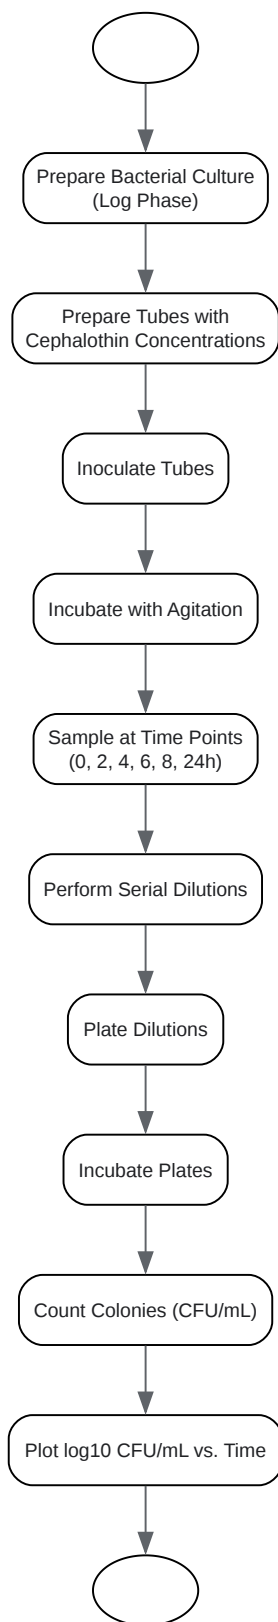 Prepare Bacterial Culture
(Log Phase)
Prepare Tubes with
Cephalothin Concentrations
Inoculate Tubes
Incubate with Agitation
Sample at Time Points
(0, 2, 4, 6, 8, 24h)
Perform Serial Dilutions
Plate Dilutions
Incubate Plates
Count Colonies (CFU/mL)
Plot log10 CFU/mL vs. Time